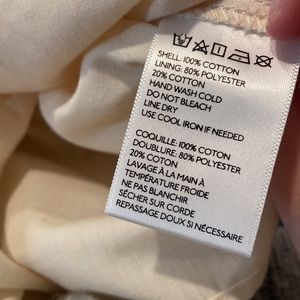 SHELL: 100% COTTON
LINING: 80% POLYESTER
20% COTTON
HAND WASH COLD
DO NOT BLEACH
LINE DRY
USE COOL IRON IF NEEDED
COQUILLE: 100% COTON
DOUBLURE: 80% POLYESTER
20% COTON
LAVAGE À LA MAIN À
TEMPÉRATURE FROIDE
NE PAS BLANCHIR
SÉCHER SUR CORDE
REPASSAGE DOUX SI NÉCESSAIRE